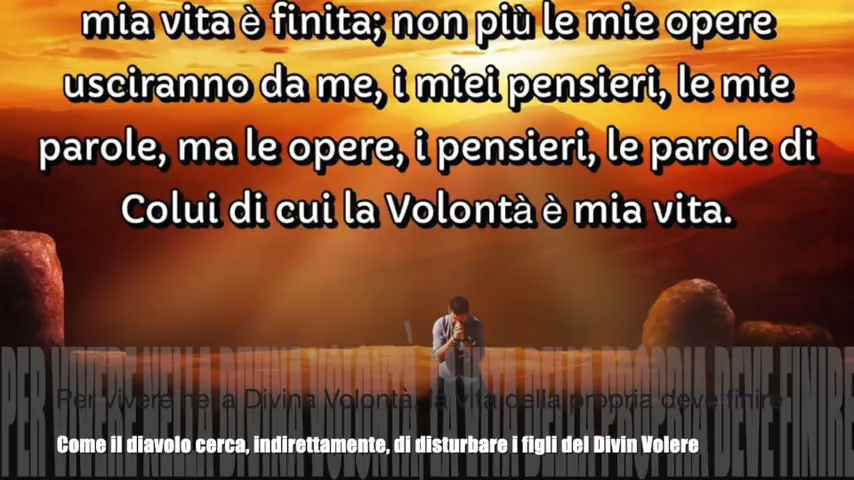 mia vita è finita; non più le mie opere
usciranno da me, i miei pensieri, le mie
parole, ma le opere, i pensieri, le parole di
Colui di cui la Volontà è mia vita.
PER VIVERE NELLA DIVINA VOLONTÀ, LA VITA DELLA PROPRIA DEVE FINIRE
Per vivere nella Divina Volontà, la vita della propria deve finire
Come il diavolo cerca, indirettamente, di disturbare i figli del Divin Volere